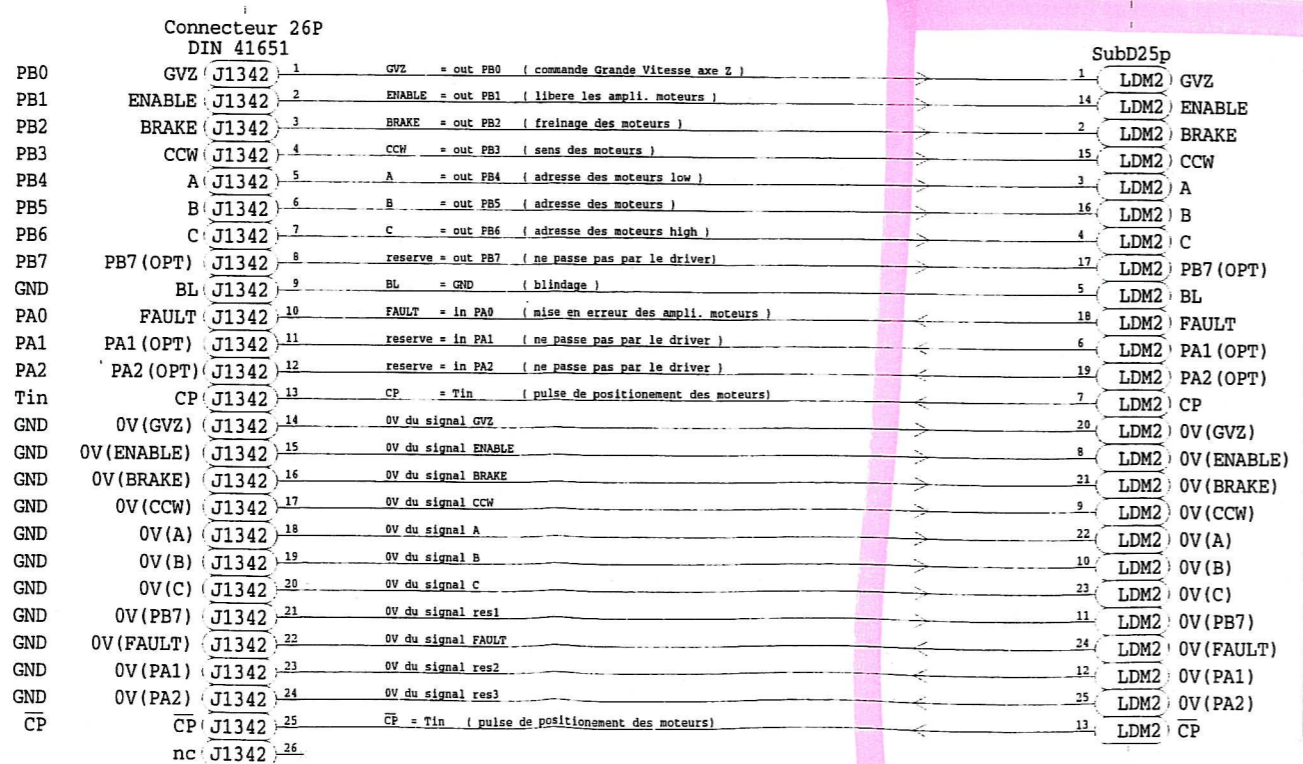 Connecteur 26P
DIN 41651
SubD25p
PB0 GVZ J1342 1 GVZ = out PB0 ( commande Grande Vitesse axe Z ) 1 LDM2 GVZ
PB1 ENABLE J1342 2 ENABLE = out PB1 ( libere les ampli. moteurs ) 14 LDM2 ENABLE
PB2 BRAKE J1342 3 BRAKE = out PB2 ( freinage des moteurs ) 2 LDM2 BRAKE
PB3 CCW J1342 4 CCW = out PB3 ( sens des moteurs ) 15 LDM2 CCW
PB4 A J1342 5 A = out PB4 ( adresse des moteurs low ) 3 LDM2 A
PB5 B J1342 6 B = out PB5 ( adresse des moteurs ) 16 LDM2 B
PB6 C J1342 7 C = out PB6 ( adresse des moteurs high ) 4 LDM2 C
PB7 PB7(OPT) J1342 8 reserve = out PB7 ( ne passe pas par le driver) 17 LDM2 PB7(OPT)
GND BL J1342 9 BL = GND ( blindage ) 5 LDM2 BL
PA0 FAULT J1342 10 FAULT = in PA0 ( mise en erreur des ampli. moteurs ) 18 LDM2 FAULT
PA1 PA1(OPT) J1342 11 reserve = in PA1 ( ne passe pas par le driver ) 6 LDM2 PA1(OPT)
PA2 PA2(OPT) J1342 12 reserve = in PA2 ( ne passe pas par le driver ) 19 LDM2 PA2(OPT)
Tin CP J1342 13 CP = Tin ( pulse de positionement des moteurs) 7 LDM2 CP
GND 0V(GVZ) J1342 14 0V du signal GVZ 20 LDM2 0V(GVZ)
GND 0V(ENABLE) J1342 15 0V du signal ENABLE 8 LDM2 0V(ENABLE)
GND 0V(BRAKE) J1342 16 0V du signal BRAKE 21 LDM2 0V(BRAKE)
GND 0V(CCW) J1342 17 0V du signal CCW 9 LDM2 0V(CCW)
GND 0V(A) J1342 18 0V du signal A 22 LDM2 0V(A)
GND 0V(B) J1342 19 0V du signal B 10 LDM2 0V(B)
GND 0V(C) J1342 20 0V du signal C 23 LDM2 0V(C)
GND 0V(PB7) J1342 21 0V du signal res1 11 LDM2 0V(PB7)
GND 0V(FAULT) J1342 22 0V du signal FAULT 24 LDM2 0V(FAULT)
GND 0V(PA1) J1342 23 0V du signal res2 12 LDM2 0V(PA1)
GND 0V(PA2) J1342 24 0V du signal res3 25 LDM2 0V(PA2)
C̅P̅ C̅P̅ J1342 25 C̅P̅ = Tin ( pulse de positionement des moteurs) 13 LDM2 C̅P̅
nc J1342 26